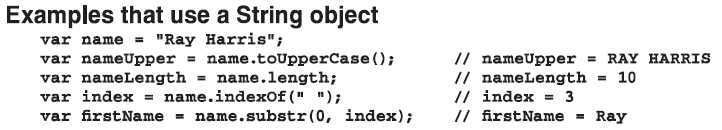 Examples that use a String object
var name = "Ray Harris";
var nameUpper = name.toUpperCase(); // nameUpper = RAY HARRIS
var nameLength = name.length; // nameLength = 10
var index = name.indexOf(" "); // index = 3
var firstName = name.substr(0, index); // firstName = Ray